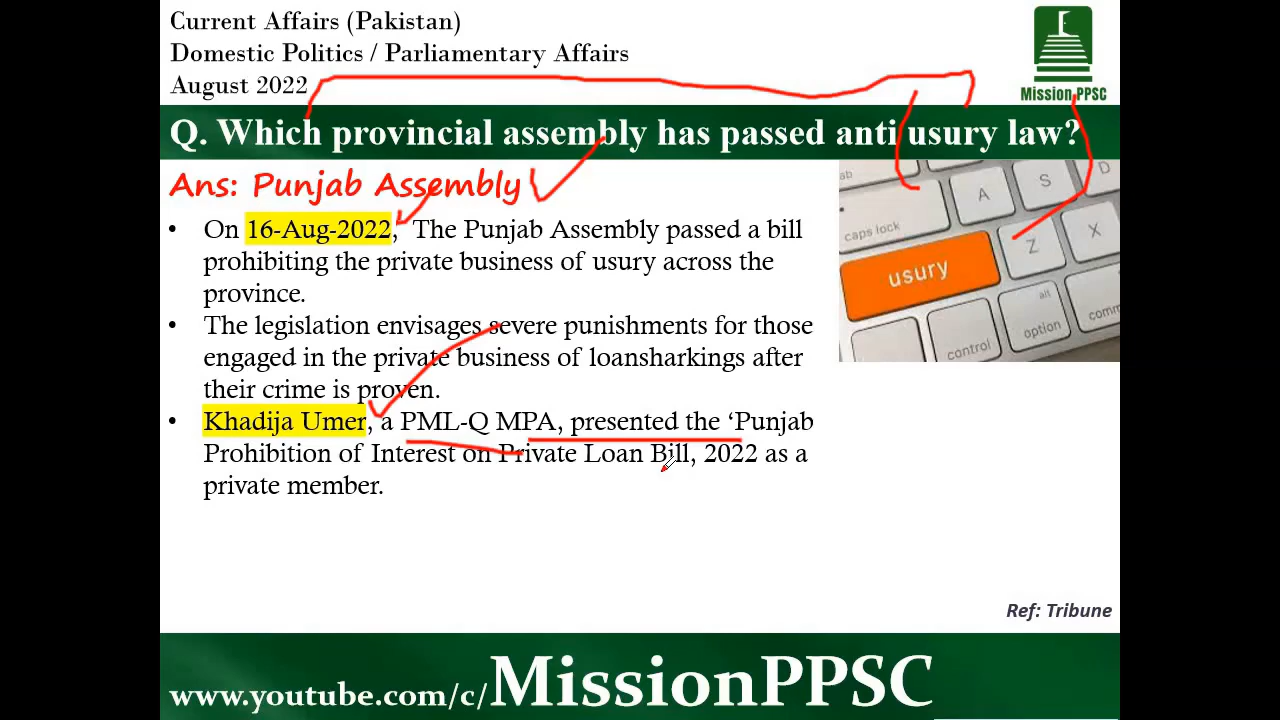 Current Affairs (Pakistan)
Domestic Politics / Parliamentary Affairs
August 2022
Mission PPSC
Q. Which provincial assembly has passed anti usury law?
Ans: Punjab Assembly
• On 16-Aug-2022, The Punjab Assembly passed a bill
prohibiting the private business of usury across the
province.
• The legislation envisages severe punishments for those
engaged in the private business of loansharkings after
their crime is proven.
• Khadija Umer, a PML-Q MPA, presented the ‘Punjab
Prohibition of Interest on Private Loan Bill, 2022 as a
private member.
ab
A
S
D
caps lock
usury
Z
X
alt
control
option
comm
Ref: Tribune
www.youtube.com/c/MissionPPSC